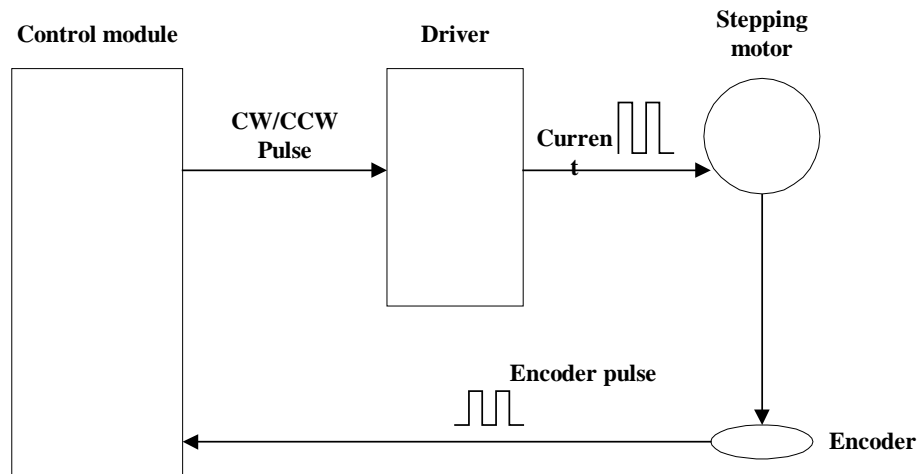 Control module
Driver
Stepping
motor
CW/CCW
Pulse
Curren
t
Encoder pulse
Encoder